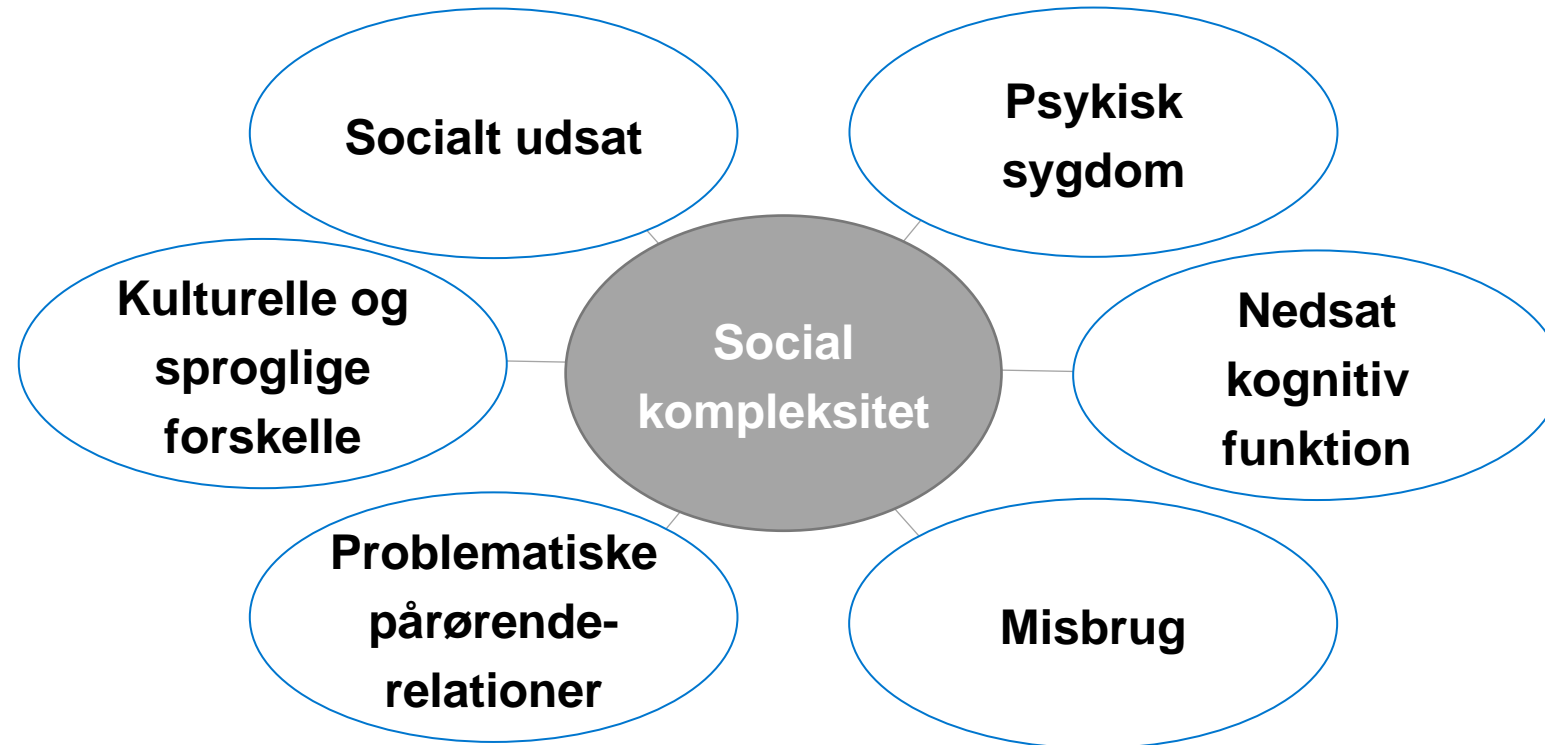 Socialt udsat
Psykisk
sygdom
Kulturelle og
sproglige
forskelle
Social
kompleksitet
Nedsat
kognitiv
funktion
Problematiske
pårørende-
relationer
Misbrug